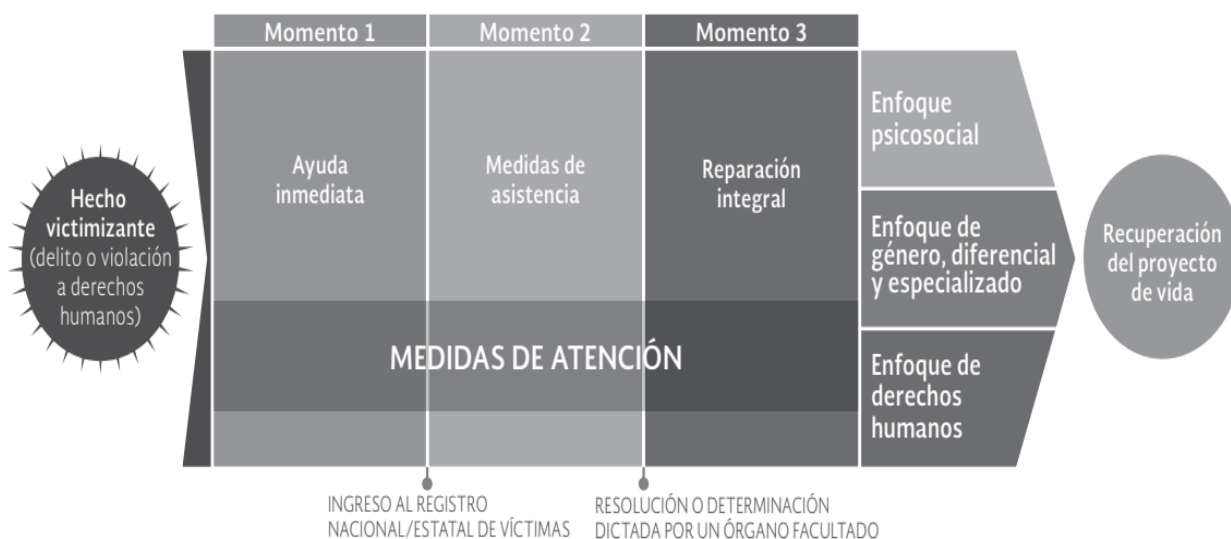 Momento 1
Momento 2
Momento 3
Hecho
victimizante
(delito o violación
a derechos
humanos)
Ayuda
inmediata
Medidas de
asistencia
Reparación
integral
MEDIDAS DE ATENCIÓN
Enfoque
psicosocial
Enfoque de
género, diferencial
y especializado
Enfoque de
derechos
humanos
Recuperación
del proyecto
de vida
INGRESO AL REGISTRO
NACIONAL/ESTATAL DE VÍCTIMAS
RESOLUCIÓN O DETERMINACIÓN
DICTADA POR UN ÓRGANO FACULTADO